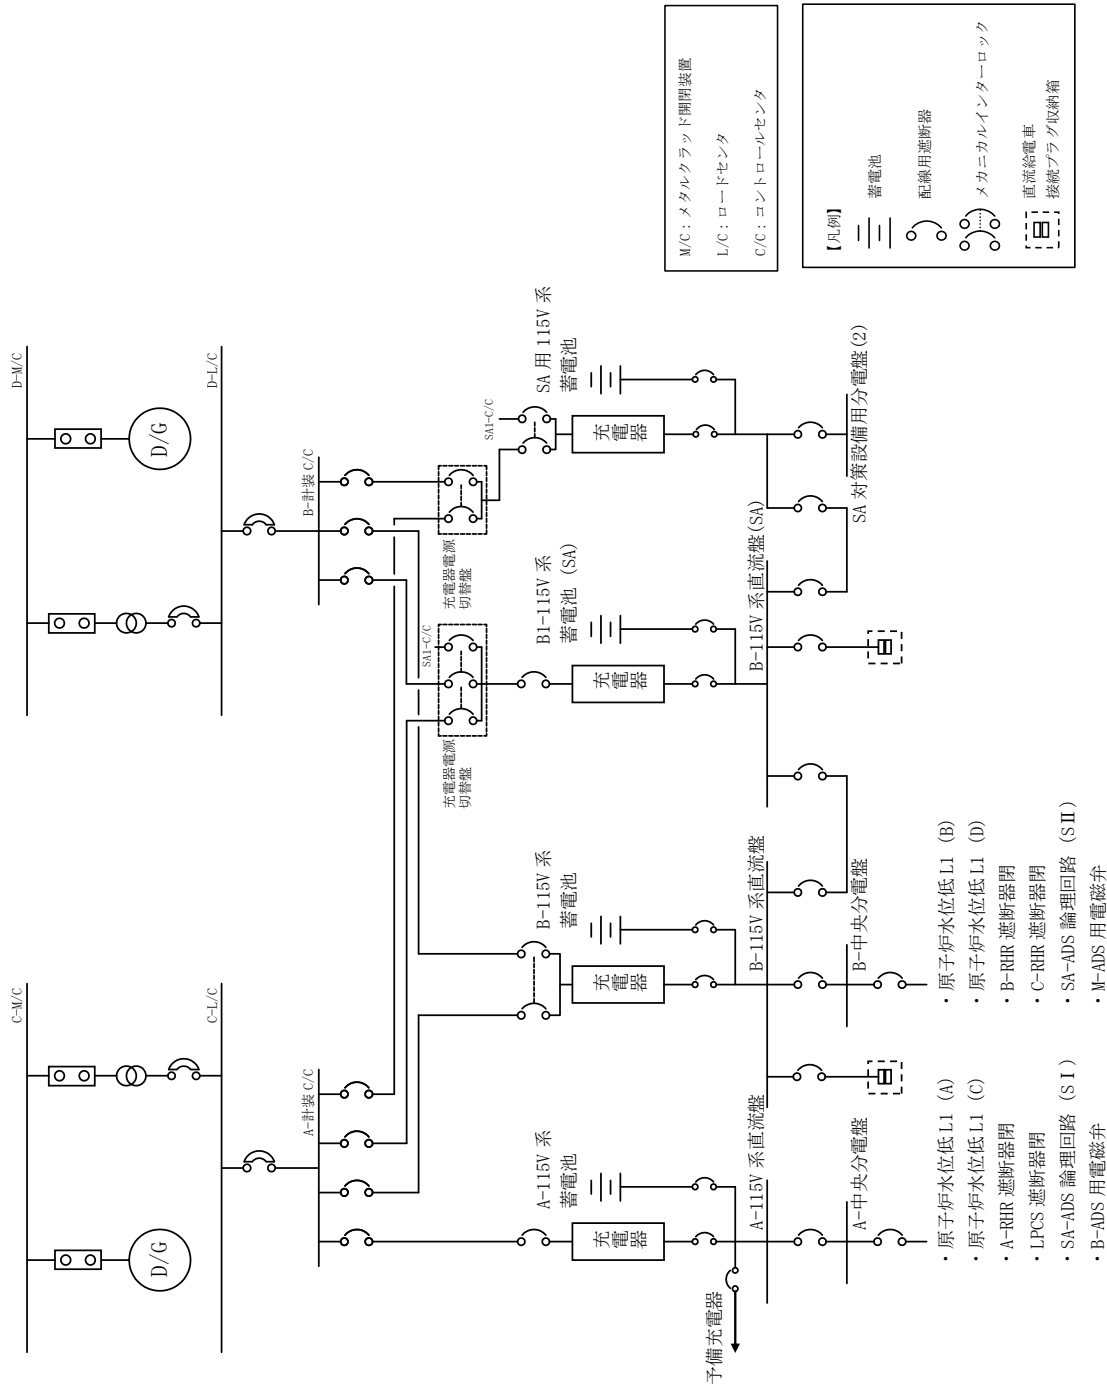 C-M/C
D-M/C
D/G
D/G
C-L/C
D-L/C
A-計装 C/C
B-計装 C/C
充電器電源
切替盤
SA1-C/C
充電器電源
切替盤
SA1-C/C
A-115V 系
蓄電池
B-115V 系
蓄電池
B1-115V 系
蓄電池 (SA)
SA 用 115V 系
蓄電池
充電器
充電器
充電器
充電器
予備充電器
A-115V 系直流盤
B-115V 系直流盤
B-115V 系直流盤(SA)
A-中央分電盤
B-中央分電盤
SA 対策設備用分電盤(2)
・原子炉水位低 L1 (A)
・原子炉水位低 L1 (C)
・A-RHR 遮断器閉
・LPCS 遮断器閉
・SA-ADS 論理回路 (SⅠ)
・B-ADS 用電磁弁
・原子炉水位低 L1 (B)
・原子炉水位低 L1 (D)
・B-RHR 遮断器閉
・C-RHR 遮断器閉
・SA-ADS 論理回路 (SⅡ)
・M-ADS 用電磁弁
M/C：メタルクラッド開閉装置
L/C：ロードセンタ
C/C：コントロールセンタ
【凡例】
蓄電池
配線用遮断器
メカニカルインターロック
直流給電車
接続プラグ収納箱